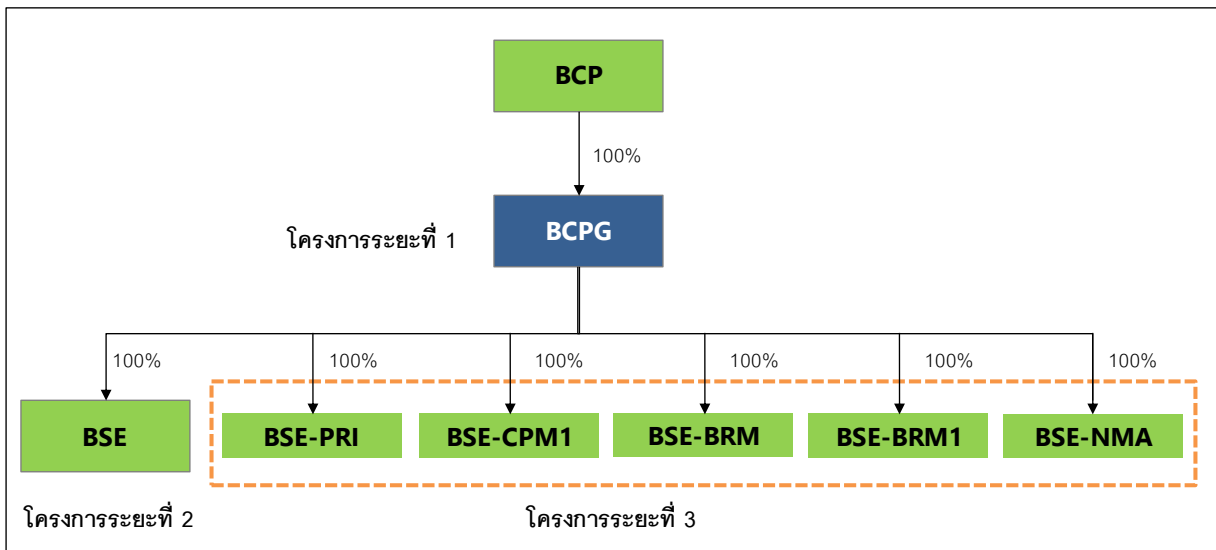 BCP
100%
BCPG
โครงการระยะที่ 1
100%
100%
100%
100%
100%
100%
BSE
BSE-PRI
BSE-CPM1
BSE-BRM
BSE-BRM1
BSE-NMA
โครงการระยะที่ 2
โครงการระยะที่ 3